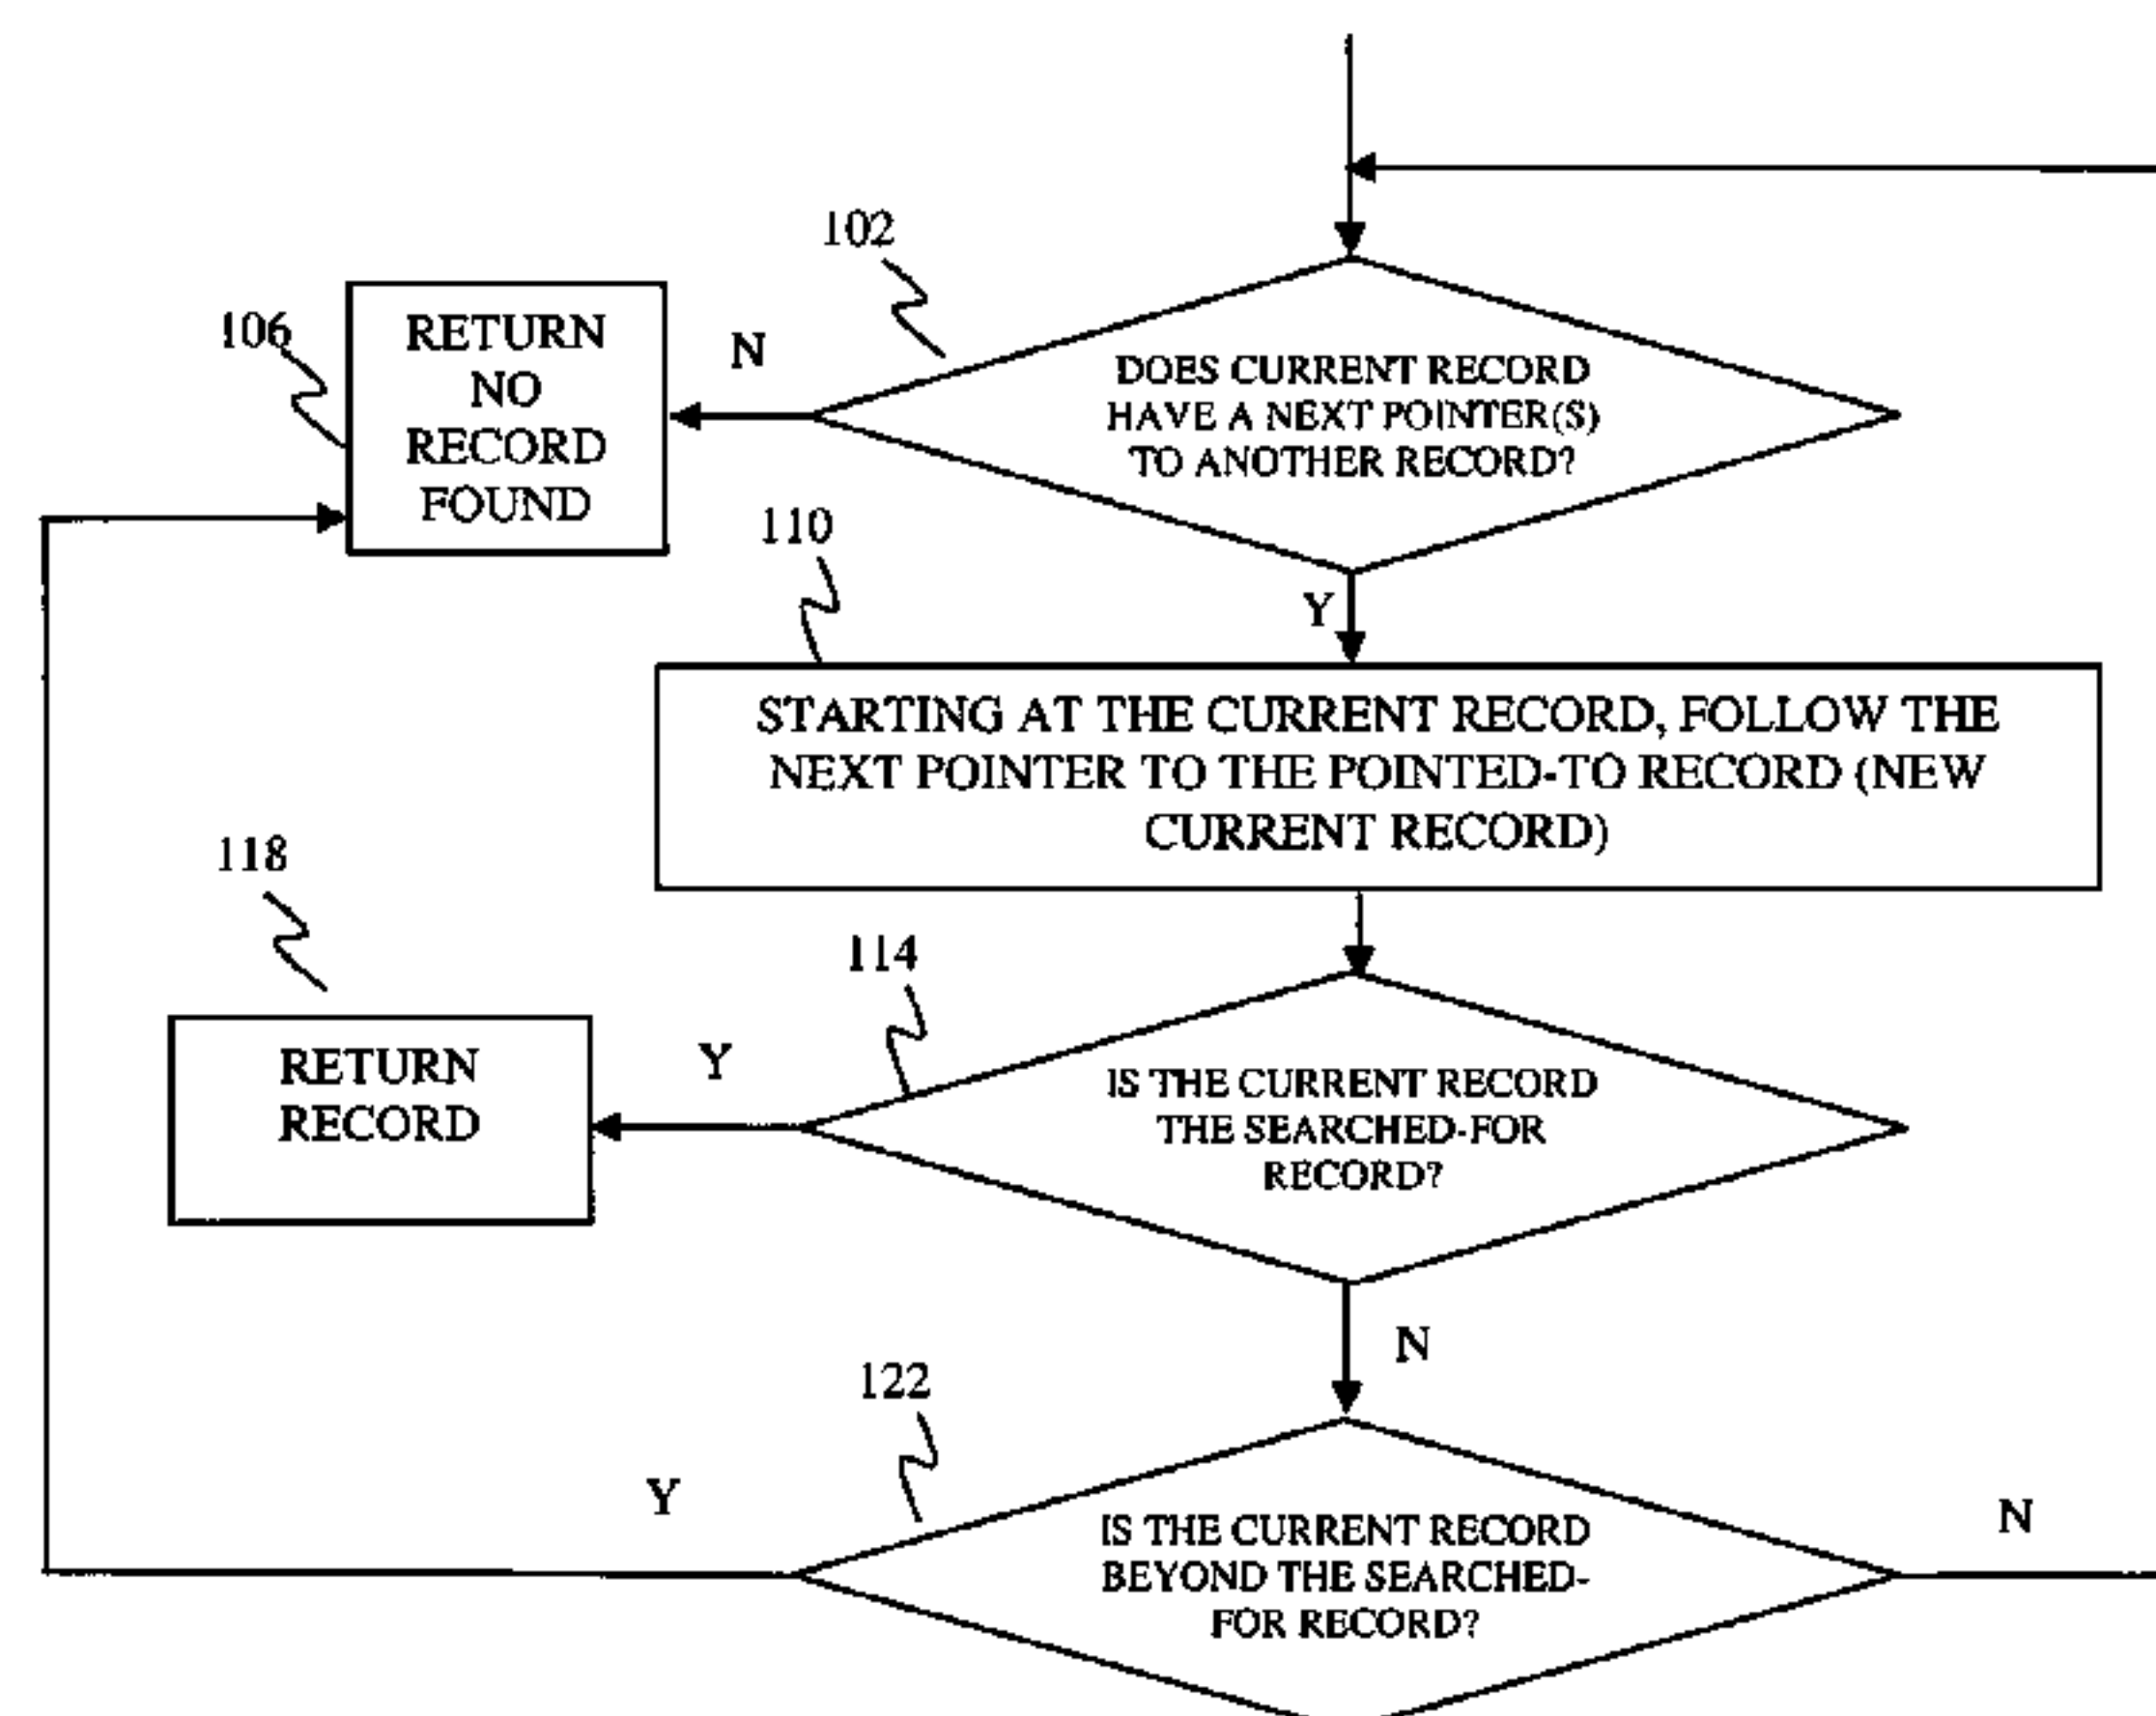 102
106
RETURN
NO
RECORD
FOUND
N
DOES CURRENT RECORD
HAVE A NEXT POINTER(S)
TO ANOTHER RECORD?
110
Y
STARTING AT THE CURRENT RECORD, FOLLOW THE
NEXT POINTER TO THE POINTED-TO RECORD (NEW
CURRENT RECORD)
118
114
RETURN
RECORD
Y
IS THE CURRENT RECORD
THE SEARCHED-FOR
RECORD?
N
122
Y
IS THE CURRENT RECORD
BEYOND THE SEARCHED-
FOR RECORD?
N